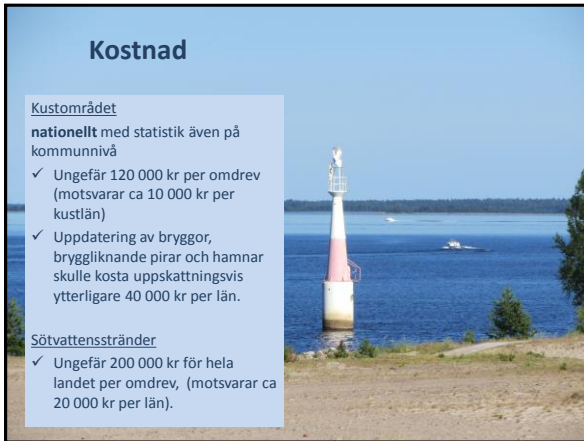 Kostnad
Kustområdet
nationellt med statistik även på
kommunnivå
✓ Ungefär 120 000 kr per omdrev
(motsvarar ca 10 000 kr per
kustlän)
✓ Uppdatering av bryggor,
bryggliknande pirar och hamnar
skulle kosta uppskattningsvis
ytterligare 40 000 kr per län.
Sötvattensstränder
✓ Ungefär 200 000 kr för hela
landet per omdrev, (motsvarar ca
20 000 kr per län).